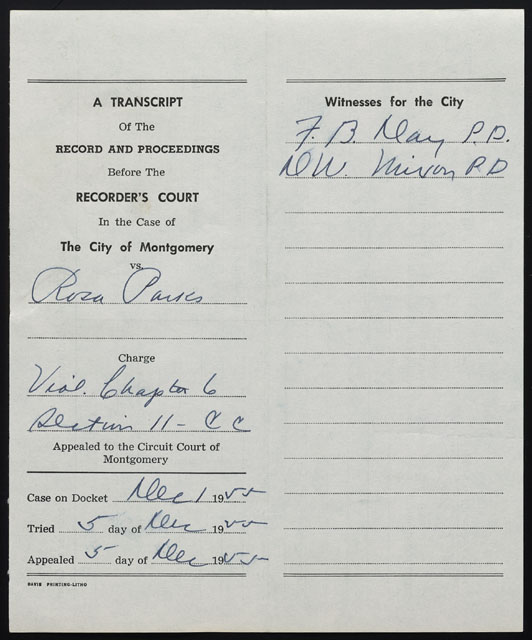 A TRANSCRIPT
Of The
RECORD AND PROCEEDINGS
Before The
RECORDER'S COURT
In the Case of
The City of Montgomery
vs.
Rosa Parks
Charge
Viol. Chapter 6
Section 11 - CC
Appealed to the Circuit Court of
Montgomery
Case on Docket Dec 1 1955
Tried 5 day of Dec 1955
Appealed 5 day of Dec 1955
DAVIS PRINTING-LITHO
Witnesses for the City
F. B. Day P.D.
D.W. Mixon P.D